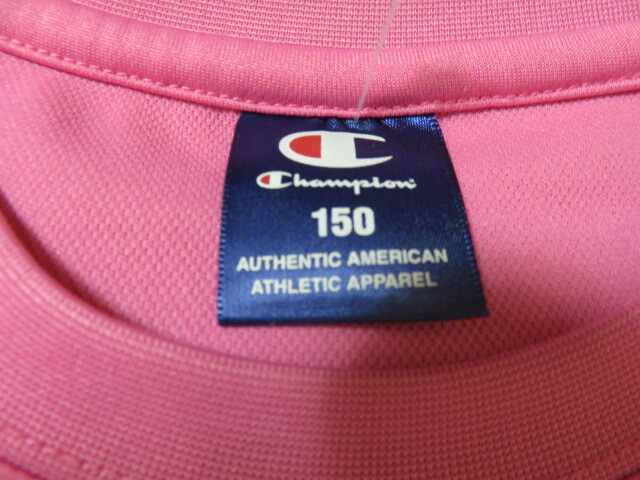 Champion
150
AUTHENTIC AMERICAN
ATHLETIC APPAREL